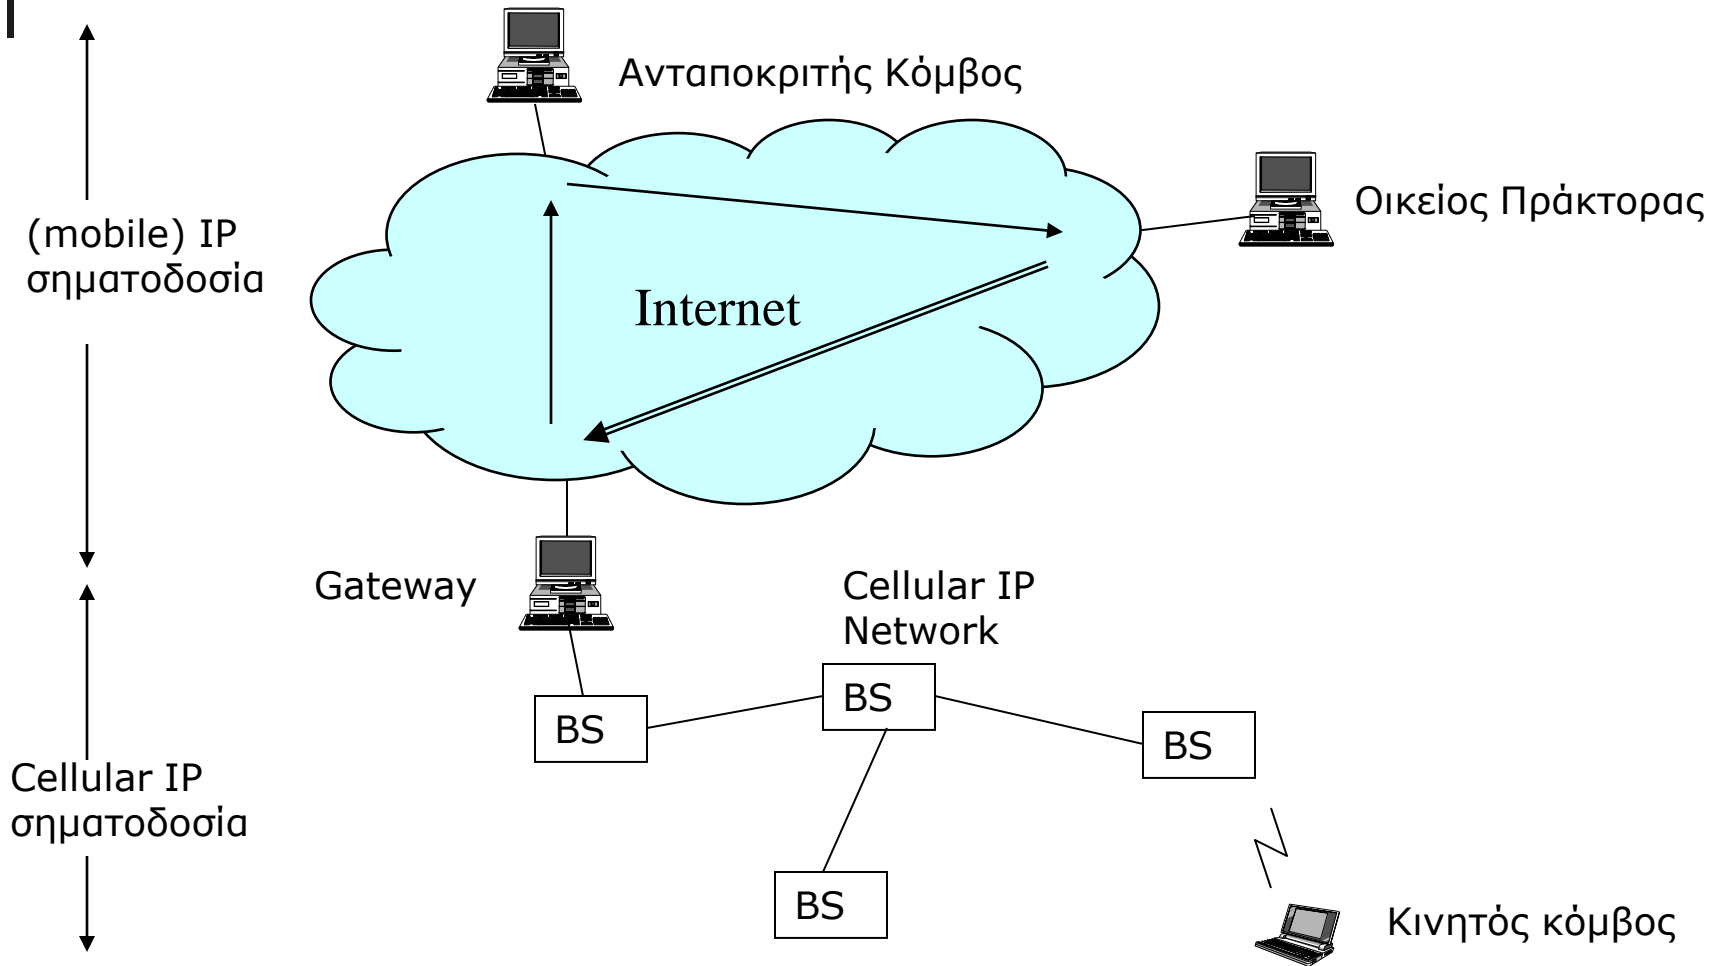 Ανταποκριτής Κόμβος
Οικείος Πράκτορας
(mobile) IP
σηματοδοσία
Internet
Gateway
Cellular IP
Network
BS
BS
BS
Cellular IP
σηματοδοσία
BS
Κινητός κόμβος